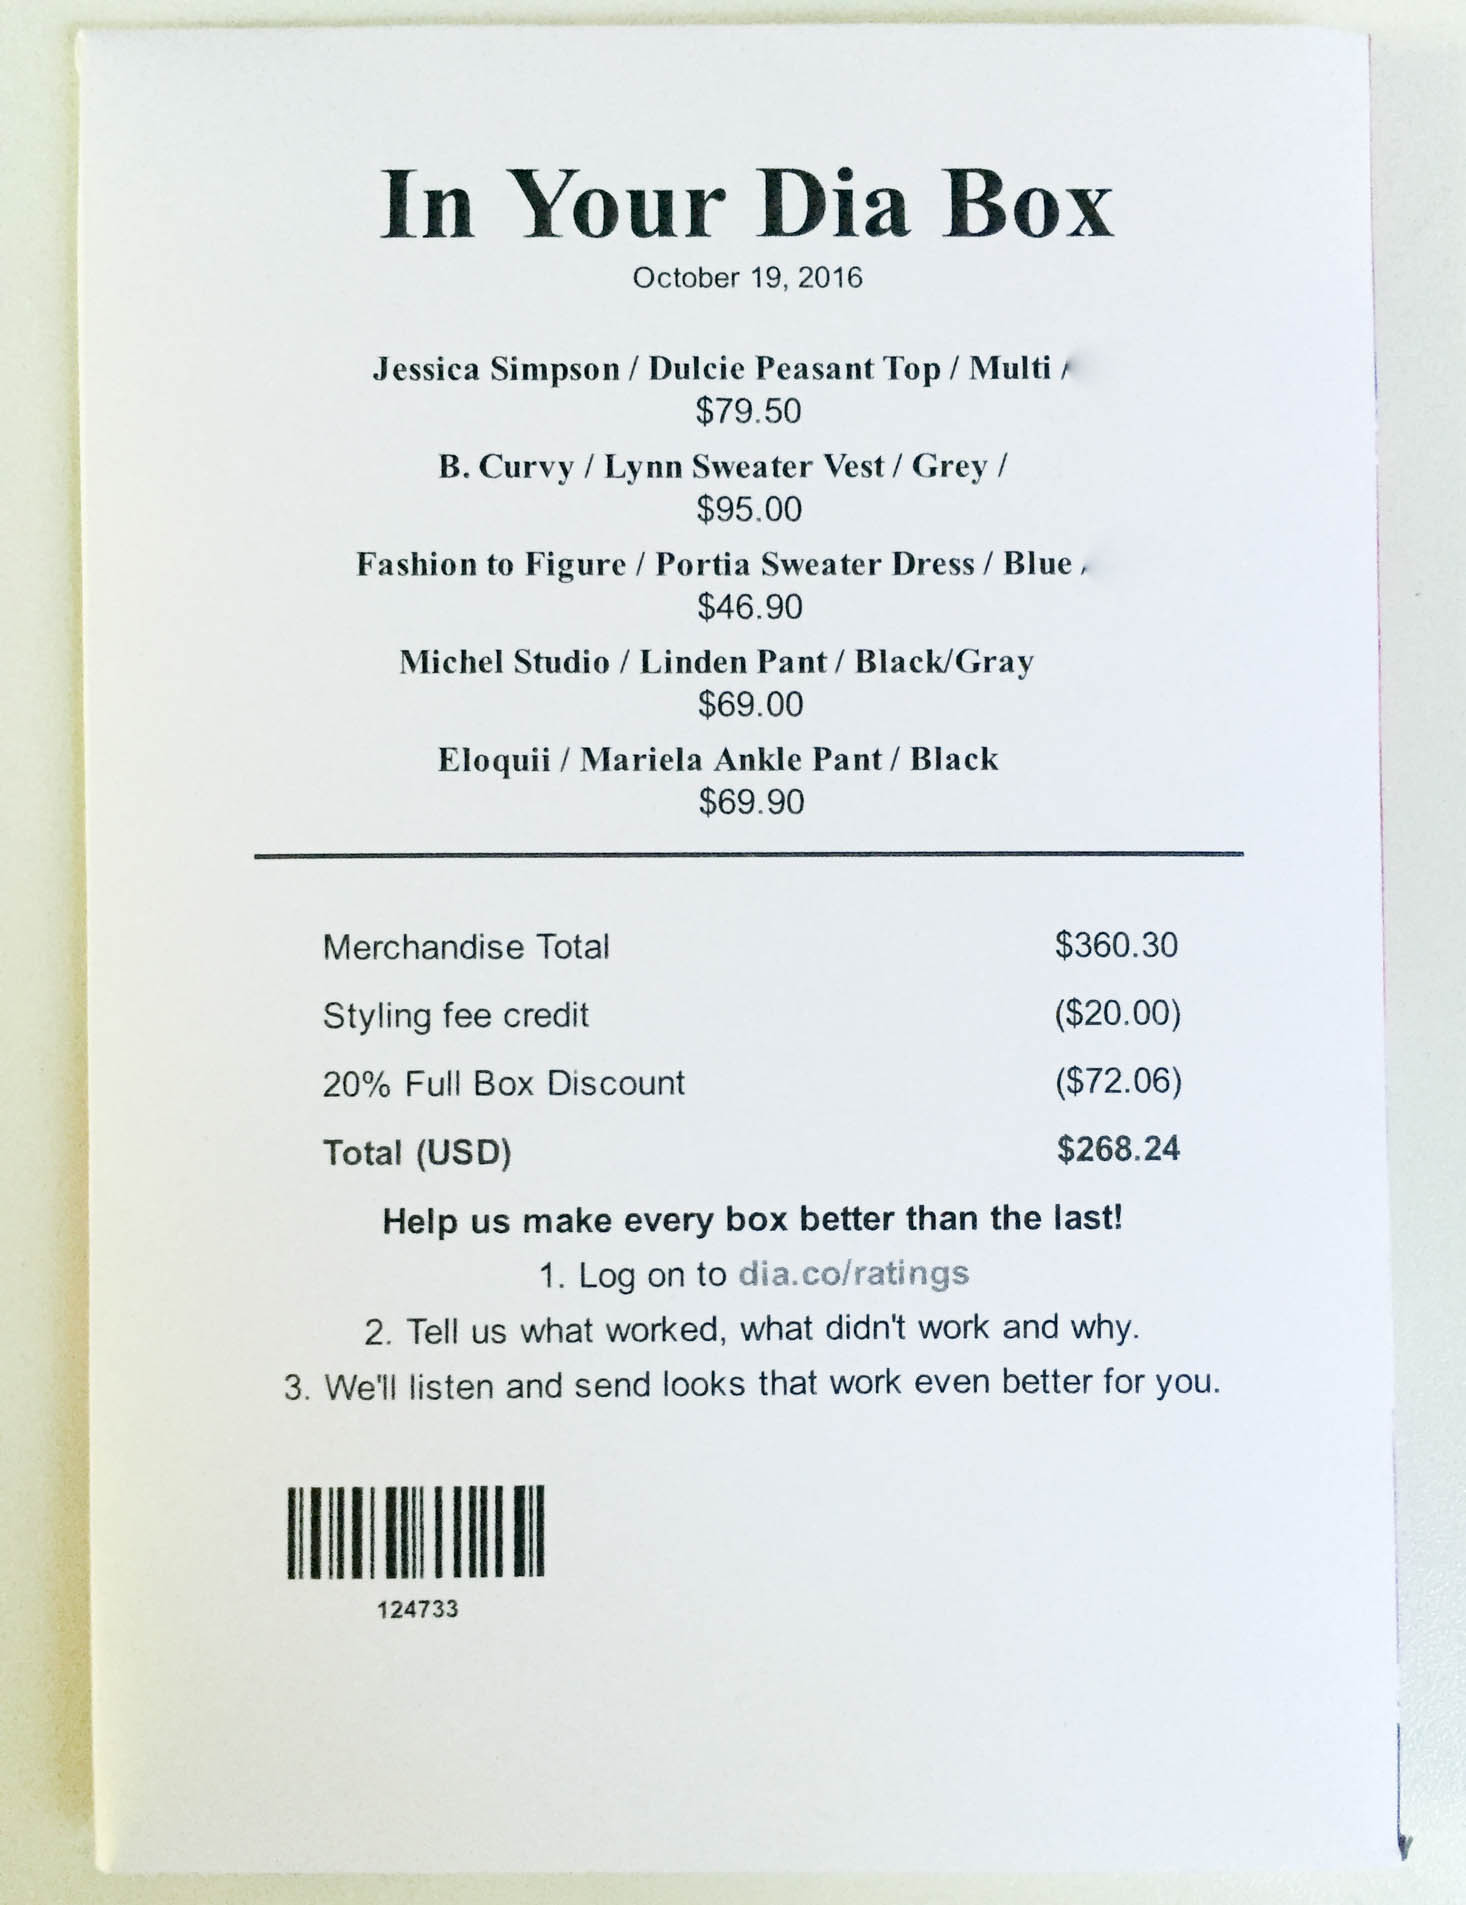 In Your Dia Box
October 19, 2016
Jessica Simpson / Dulcie Peasant Top / Multi /
$79.50
B. Curvy / Lynn Sweater Vest / Grey /
$95.00
Fashion to Figure / Portia Sweater Dress / Blue
$46.90
Michel Studio / Linden Pant / Black/Gray
$69.00
Eloquii / Mariela Ankle Pant / Black
$69.90
Merchandise Total $360.30
Styling fee credit ($20.00)
20% Full Box Discount ($72.06)
Total (USD) $268.24
Help us make every box better than the last!
1. Log on to dia.co/ratings
2. Tell us what worked, what didn't work and why.
3. We'll listen and send looks that work even better for you.
124733